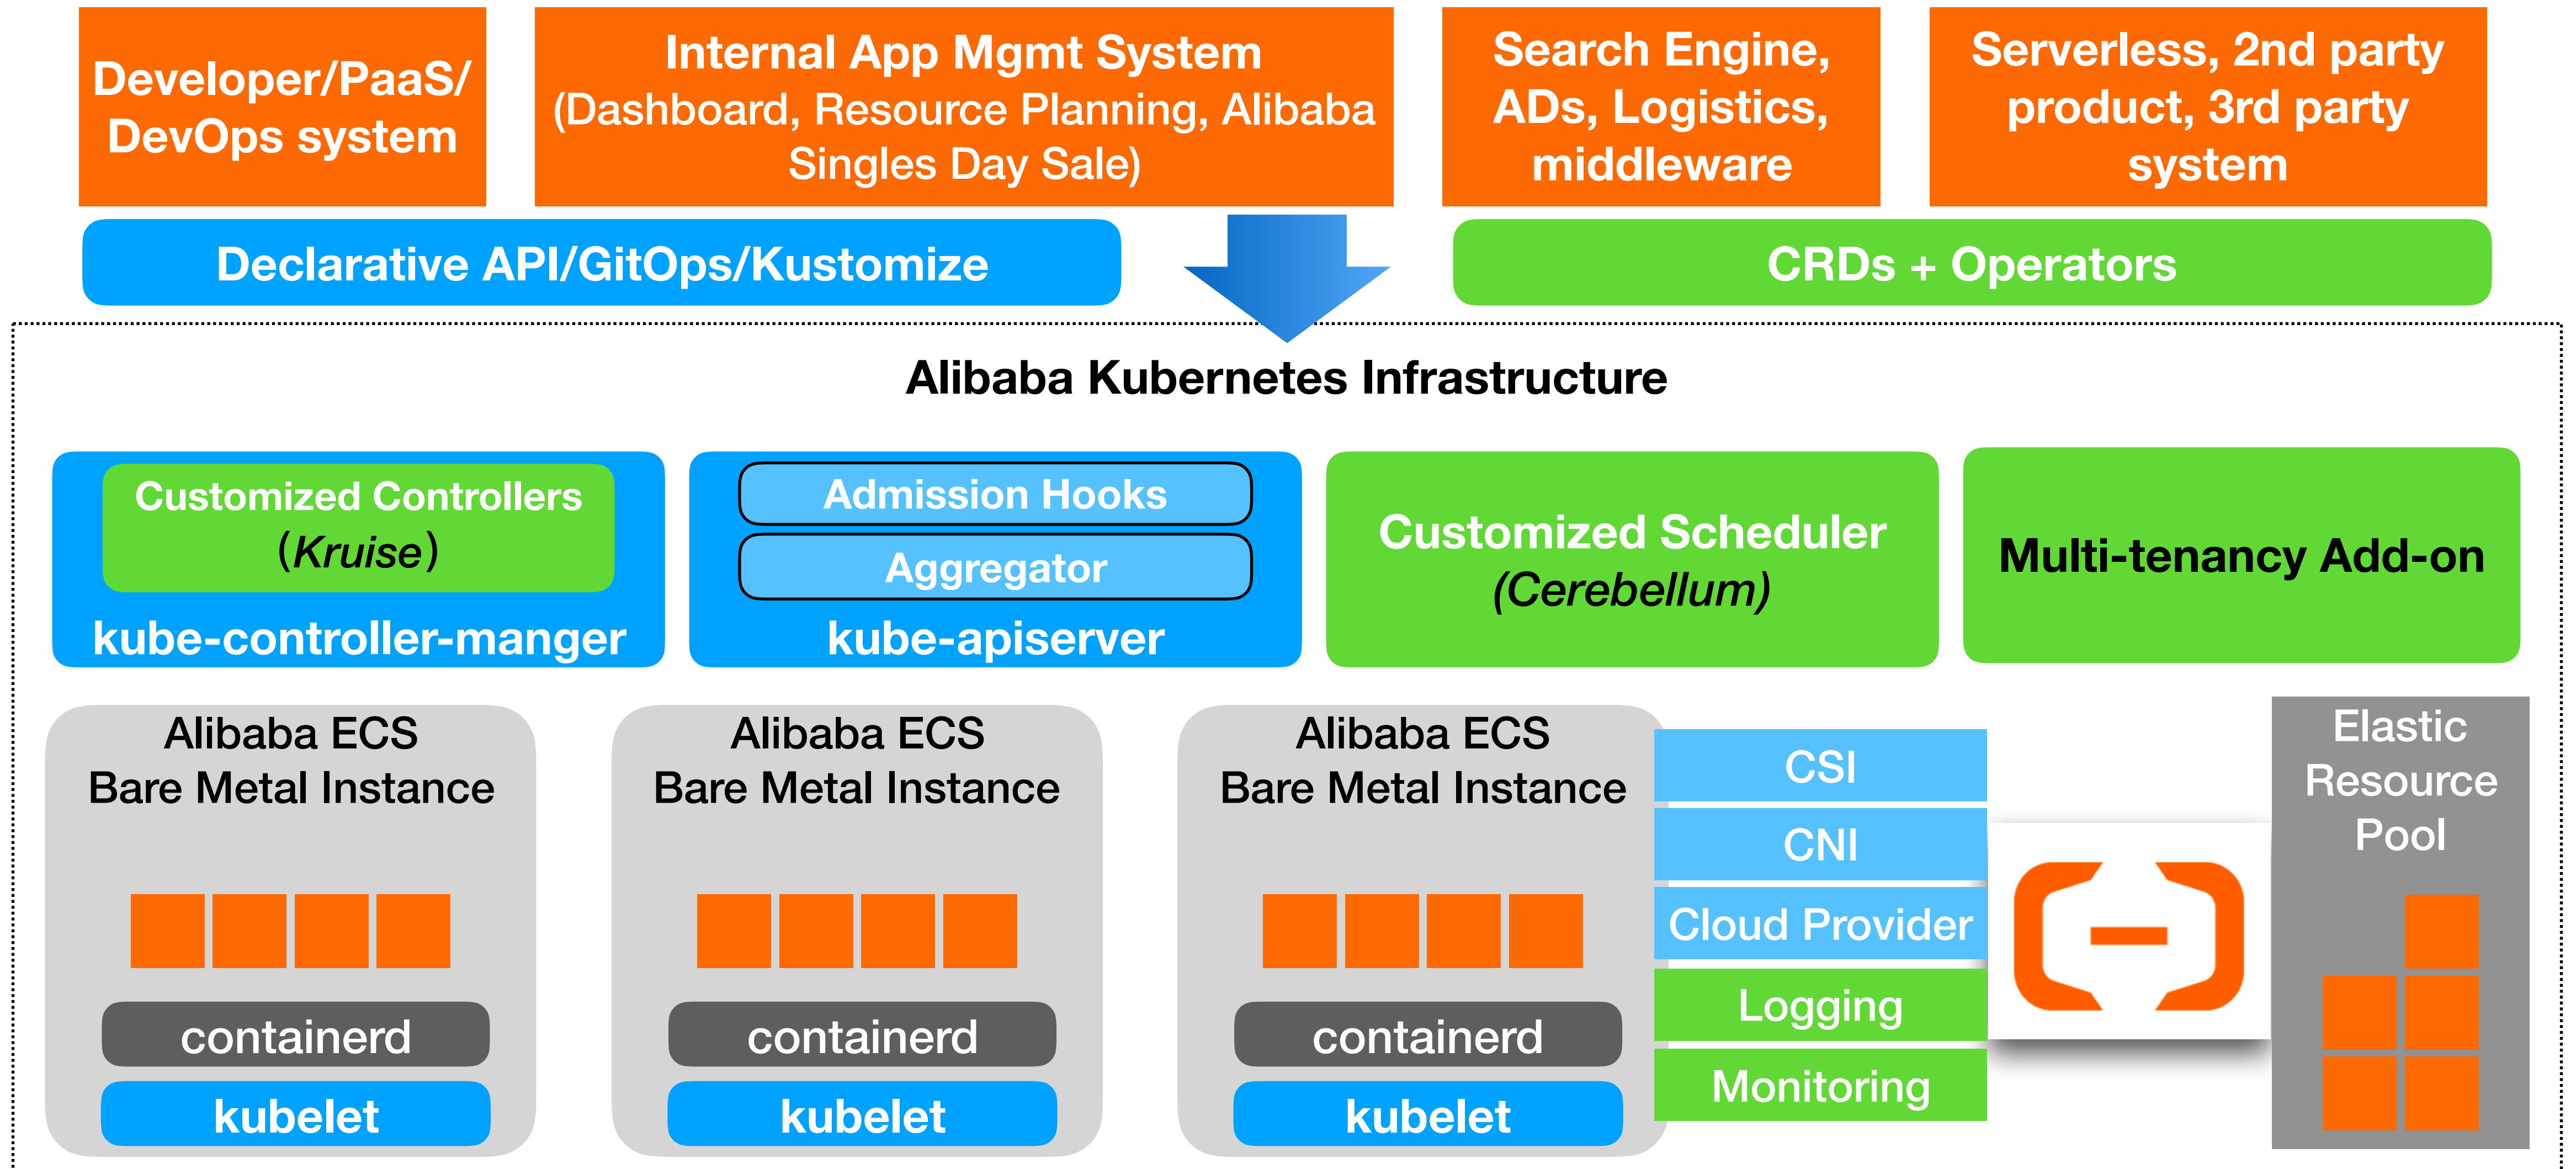 Developer/PaaS/
DevOps system
Internal App Mgmt System
(Dashboard, Resource Planning, Alibaba
Singles Day Sale)
Search Engine,
ADs, Logistics,
middleware
Serverless, 2nd party
product, 3rd party
system
Declarative API/GitOps/Kustomize
CRDs + Operators
Alibaba Kubernetes Infrastructure
Customized Controllers
(Kruise)
kube-controller-manger
Admission Hooks
Aggregator
kube-apiserver
Customized Scheduler
(Cerebellum)
Multi-tenancy Add-on
Alibaba ECS
Bare Metal Instance
containerd
kubelet
Alibaba ECS
Bare Metal Instance
containerd
kubelet
Alibaba ECS
Bare Metal Instance
containerd
kubelet
CSI
CNI
Cloud Provider
Logging
Monitoring
Elastic
Resource
Pool